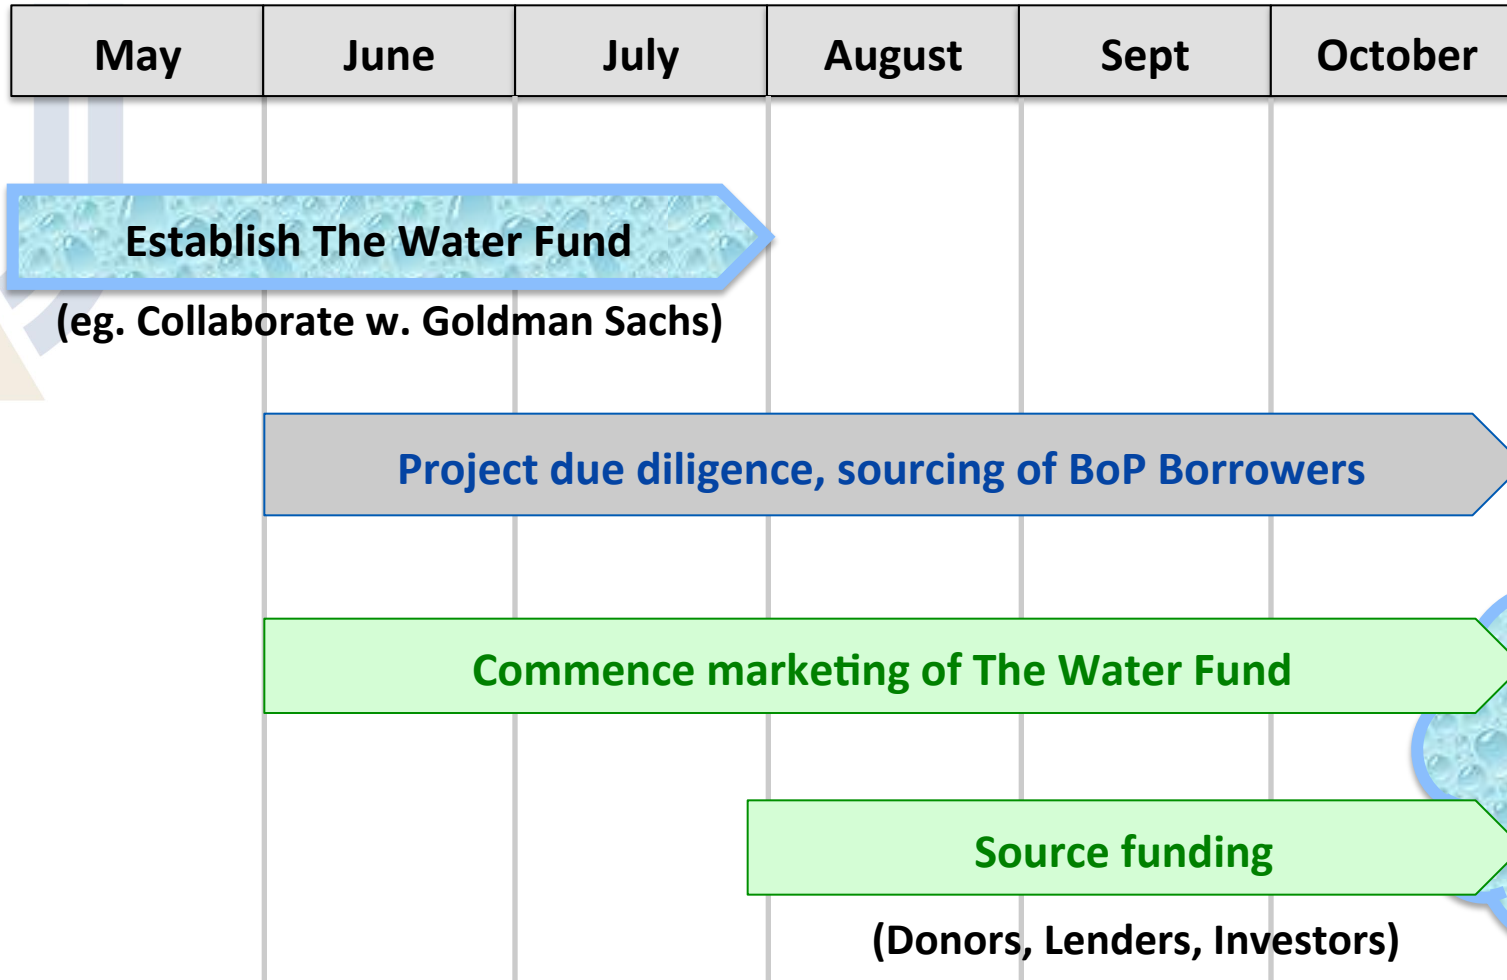 May June July August Sept October
Establish The Water Fund
(eg. Collaborate w. Goldman Sachs)
Project due diligence, sourcing of BoP Borrowers
Commence marketing of The Water Fund
Source funding
(Donors, Lenders, Investors)